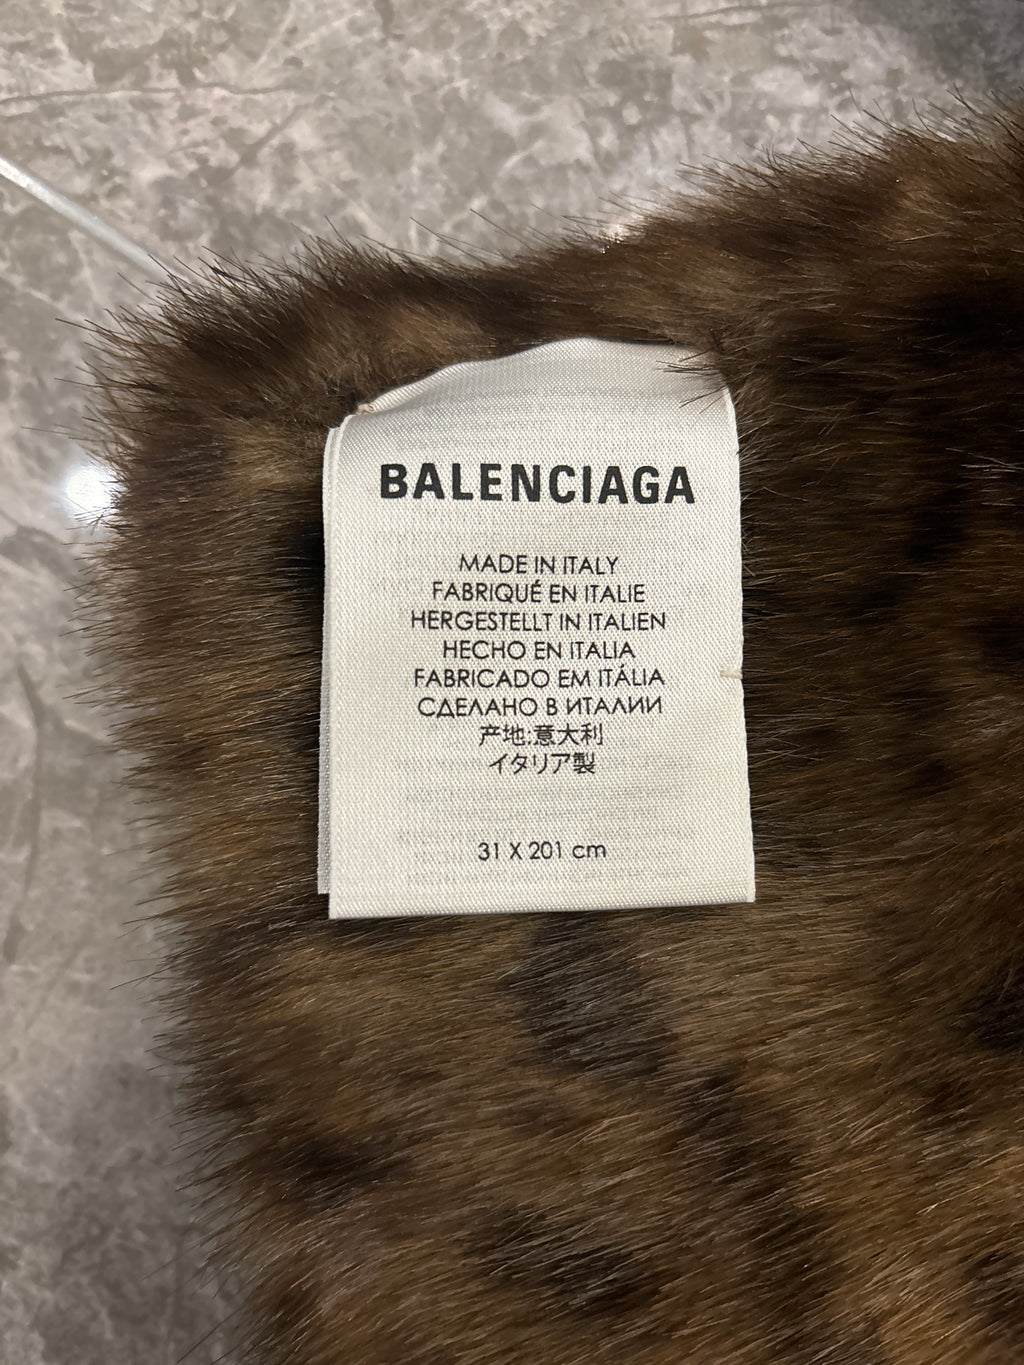 BALENCIAGA
MADE IN ITALY
FABRIQUÉ EN ITALIE
HERGESTELLT IN ITALIEN
HECHO EN ITALIA
FABRICADO EM ITÁLIA
СДЕЛАНО В ИТАЛИИ
产地:意大利
イタリア製
31 X 201 cm